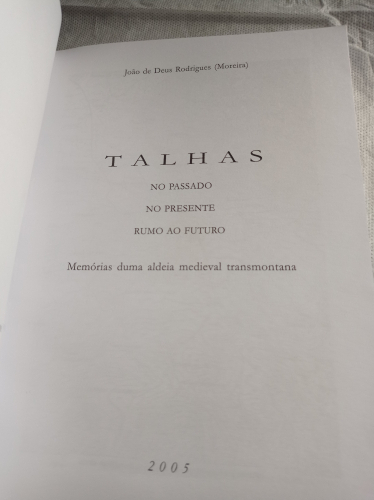 João de Deus Rodrigues (Moreira)
TALHAS
NO PASSADO
NO PRESENTE
RUMO AO FUTURO
Memórias duma aldeia medieval transmontana
2005